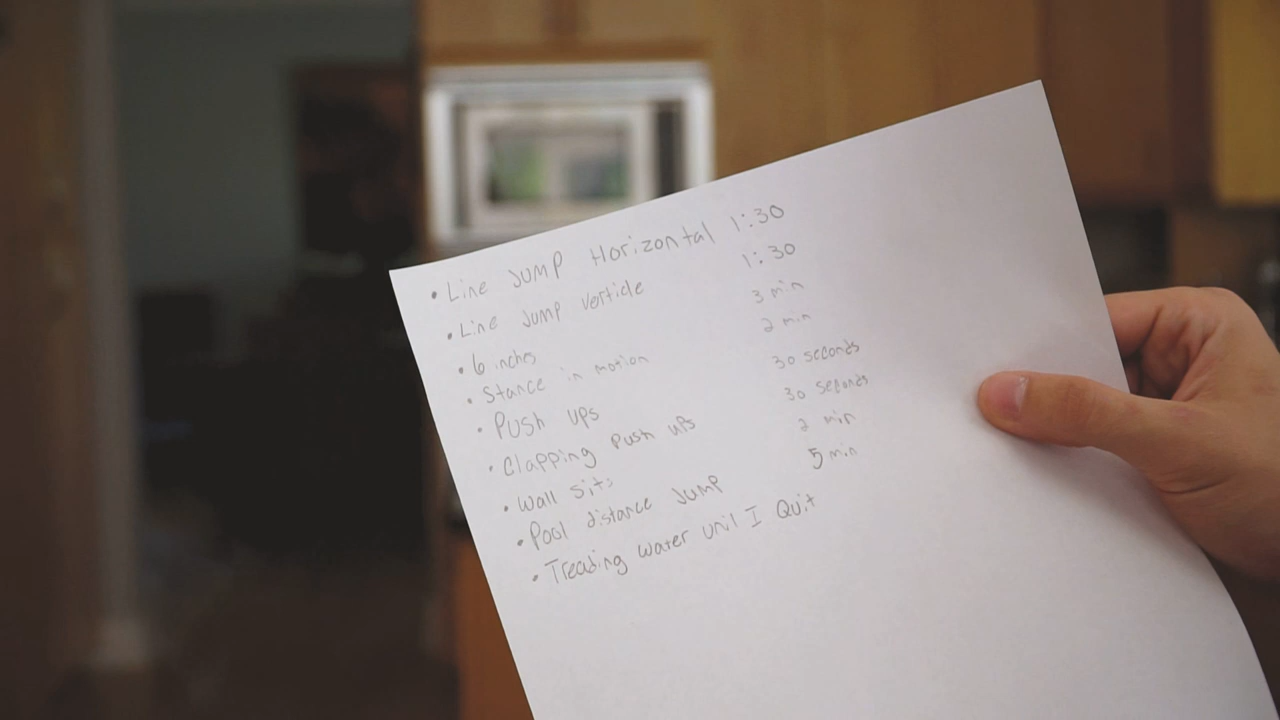 • Line Jump Horizontal 1:30
• Line Jump verticle 1:30
• 6 inches 3 min
• Stance in motion 2 min
• Push ups 30 seconds
• Clapping Push ups 30 seconds
• Wall sits 2 min
• Pool distance Jump 5 min
• Treading water unil I Quit